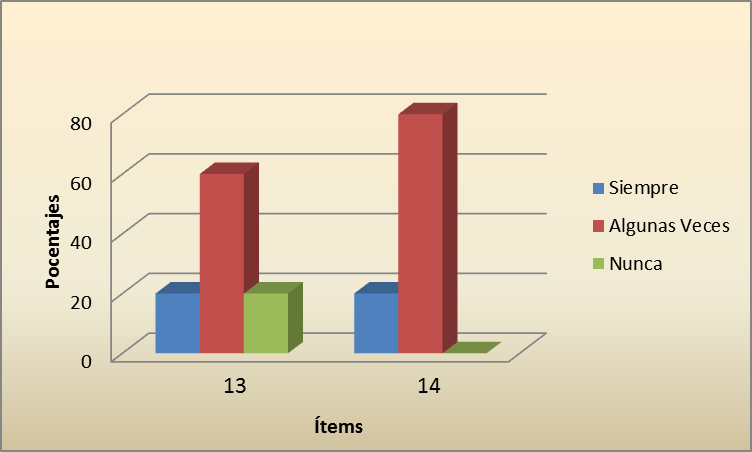 80
60
40
20
0
Pocentajes
13
14
Ítems
Siempre
Algunas Veces
Nunca